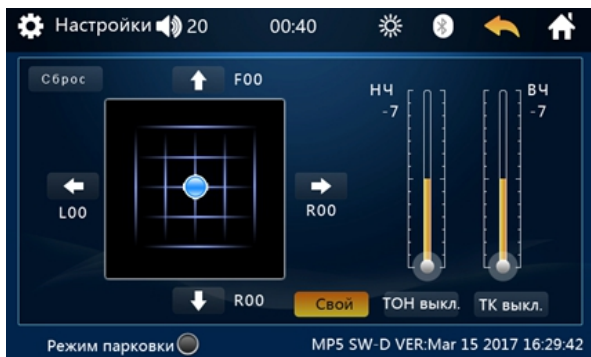 Настройки 20 00:40
Сброс F00
НЧ ВЧ
-7 -7
L00 R00
R00 Свой ТОН выкл. ТК выкл.
Режим парковки MP5 SW-D VER:Mar 15 2017 16:29:42